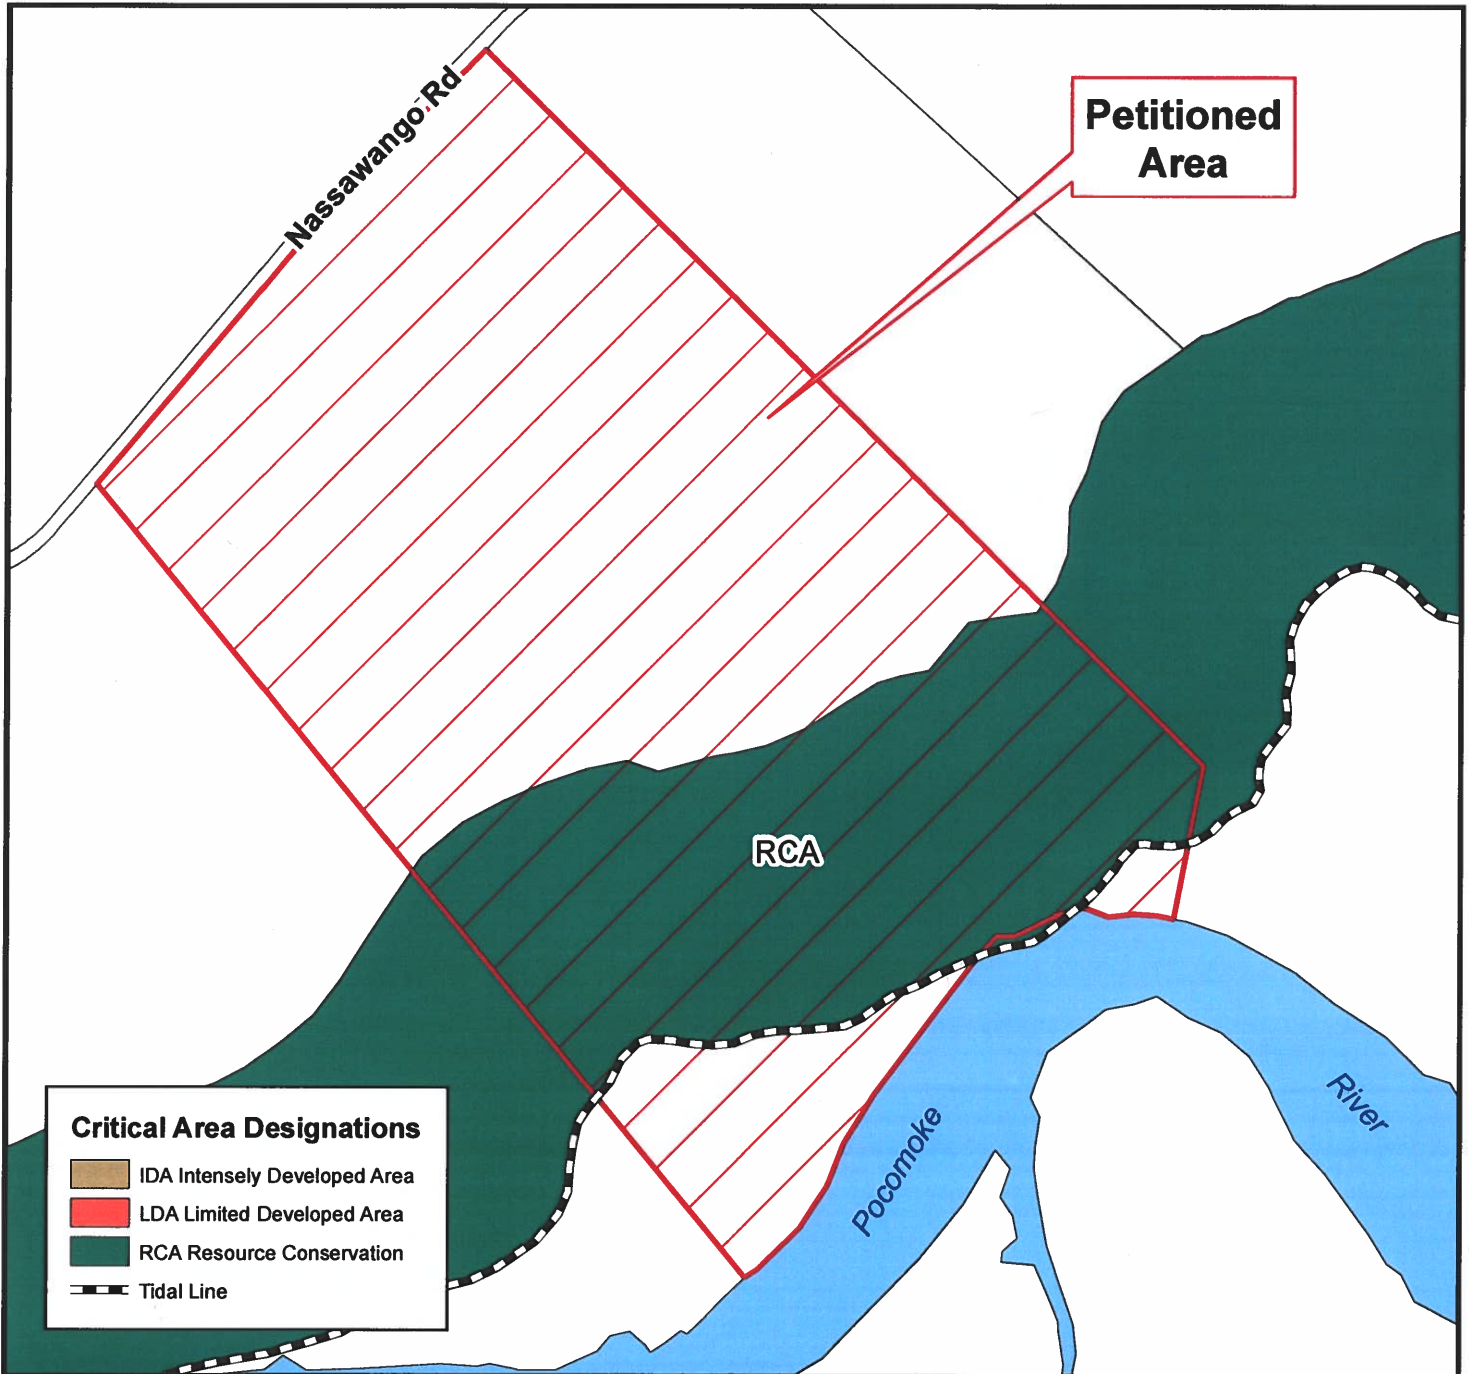 Nassawango Rd
Petitioned
Area
RCA
Pocomoke
River
Critical Area Designations
IDA Intensely Developed Area
LDA Limited Developed Area
RCA Resource Conservation
Tidal Line